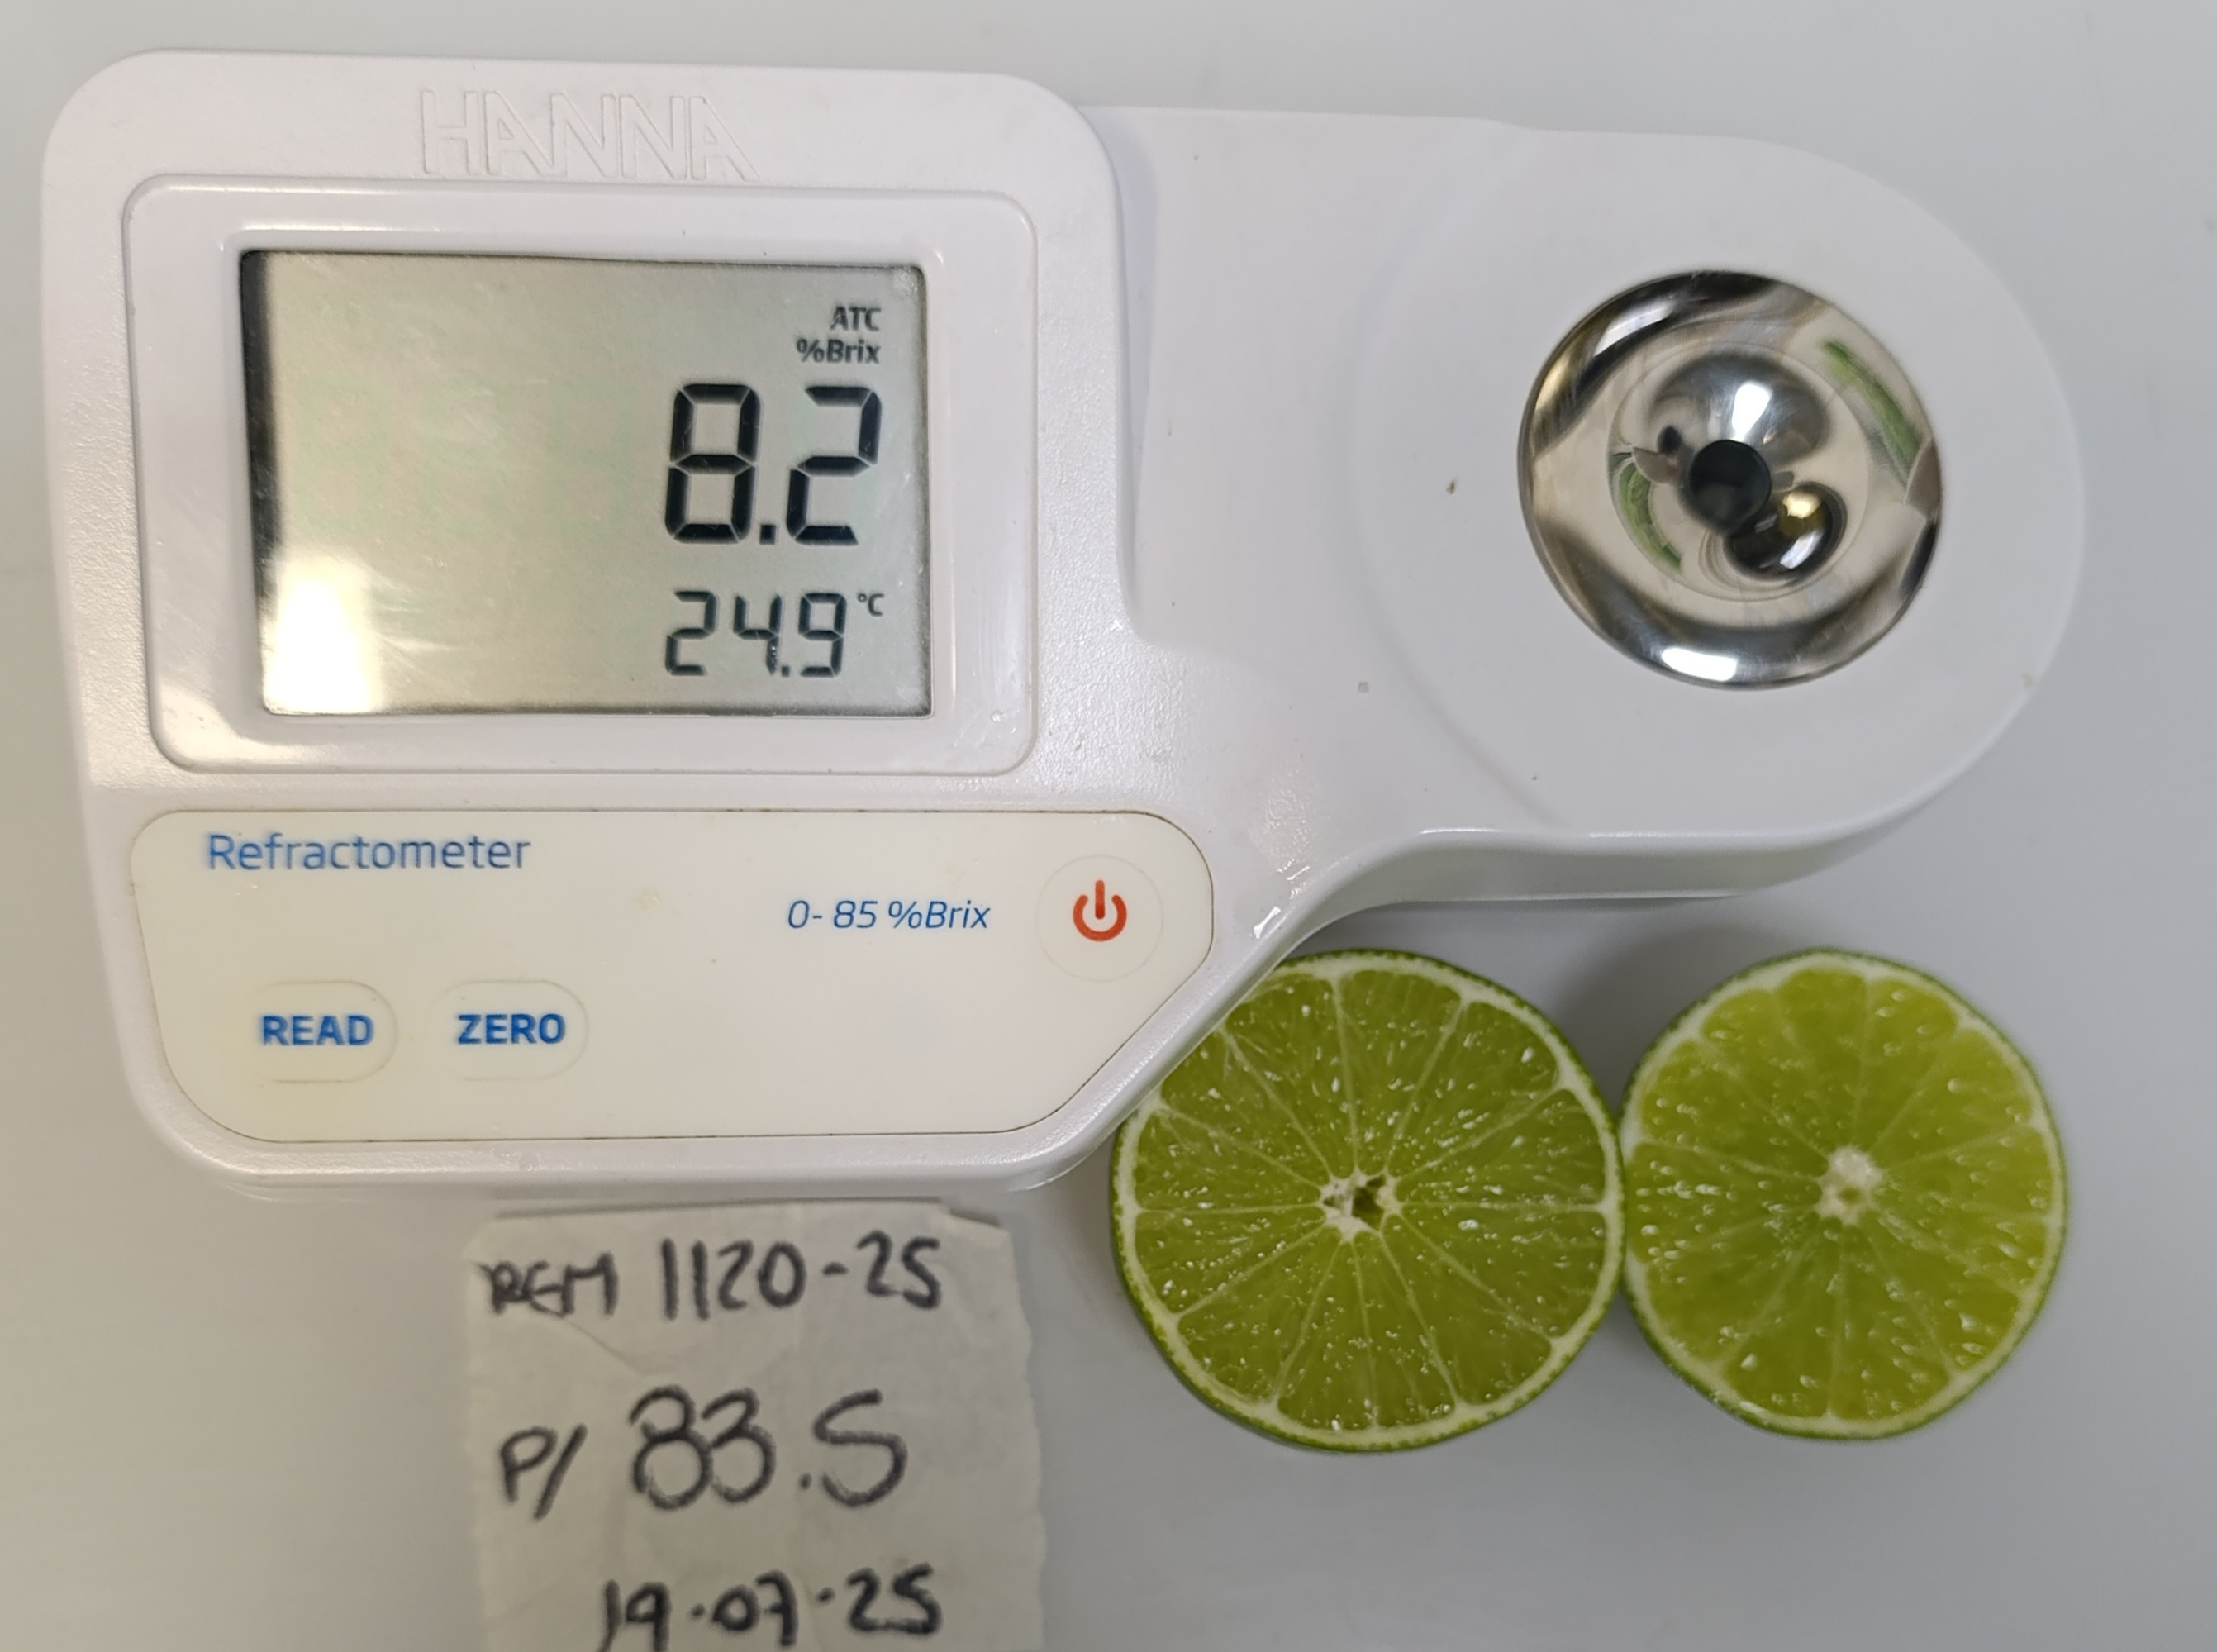 HANNA
ATC
%Brix
8.2
24.9 °C
Refractometer
0-85 %Brix
READ ZERO
REM 1120-25
P/ 83.5
19-07-25